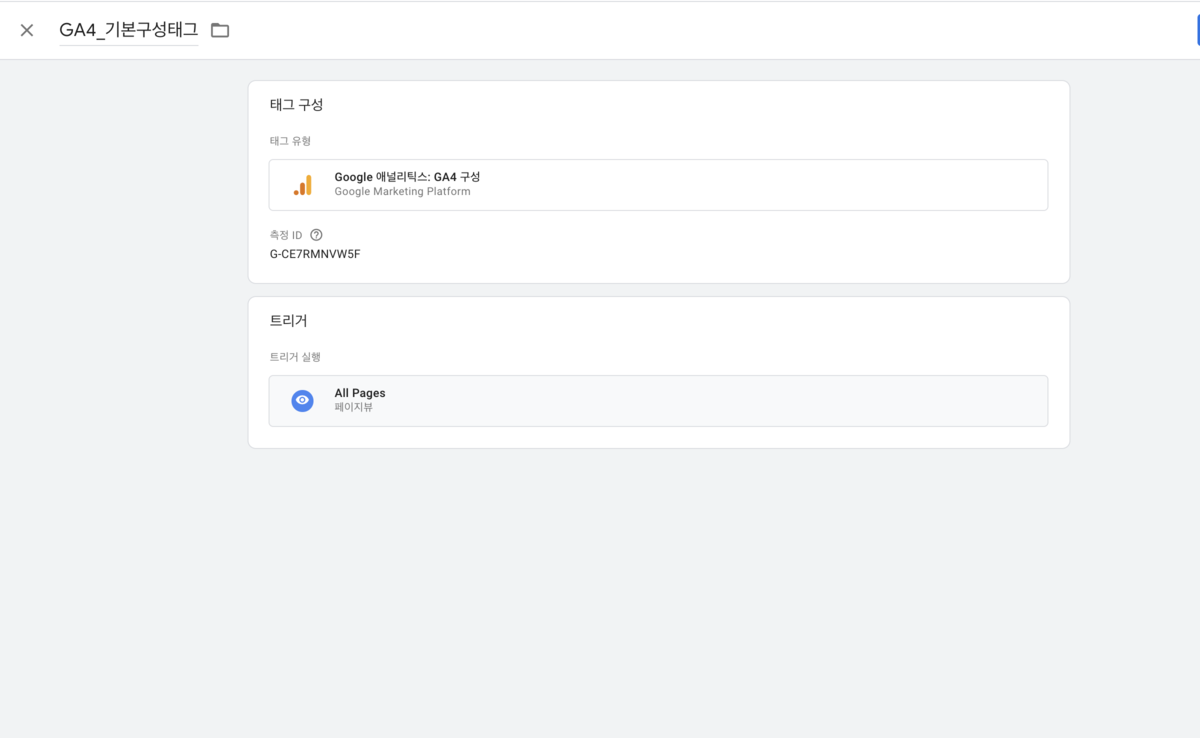 GA4_기본구성태그
태그 구성
태그 유형
Google 애널리틱스: GA4 구성
Google Marketing Platform
측정 ID
G-CE7RMNVW5F
트리거
트리거 실행
All Pages
페이지뷰